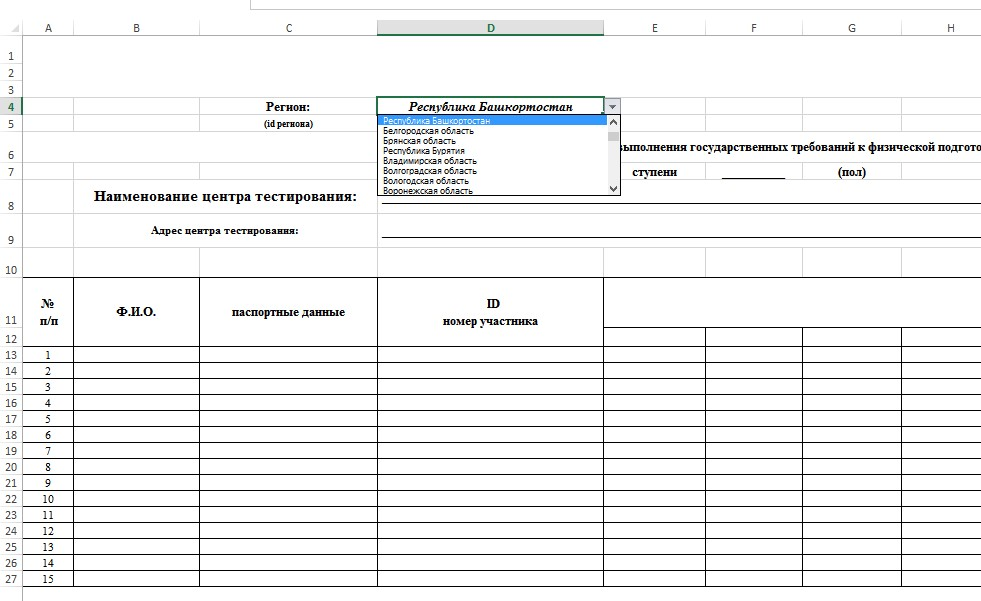 A B C D E F G H
1
2
3
4 Регион: Республика Башкортостан
5 (id региона)
Республика Башкортостан
Белгородская область
Брянская область
Республика Бурятия
Владимирская область
Волгоградская область
Вологодская область
Воронежская область
6 выполнения государственных требований к физической подгото
7 ступени ________ (пол)
8 Наименование центра тестирования:
9 Адрес центра тестирования:
10
11 № п/п Ф.И.О. паспортные данные ID номер участника
12
13 1
14 2
15 3
16 4
17 5
18 6
19 7
20 8
21 9
22 10
23 11
24 12
25 13
26 14
27 15